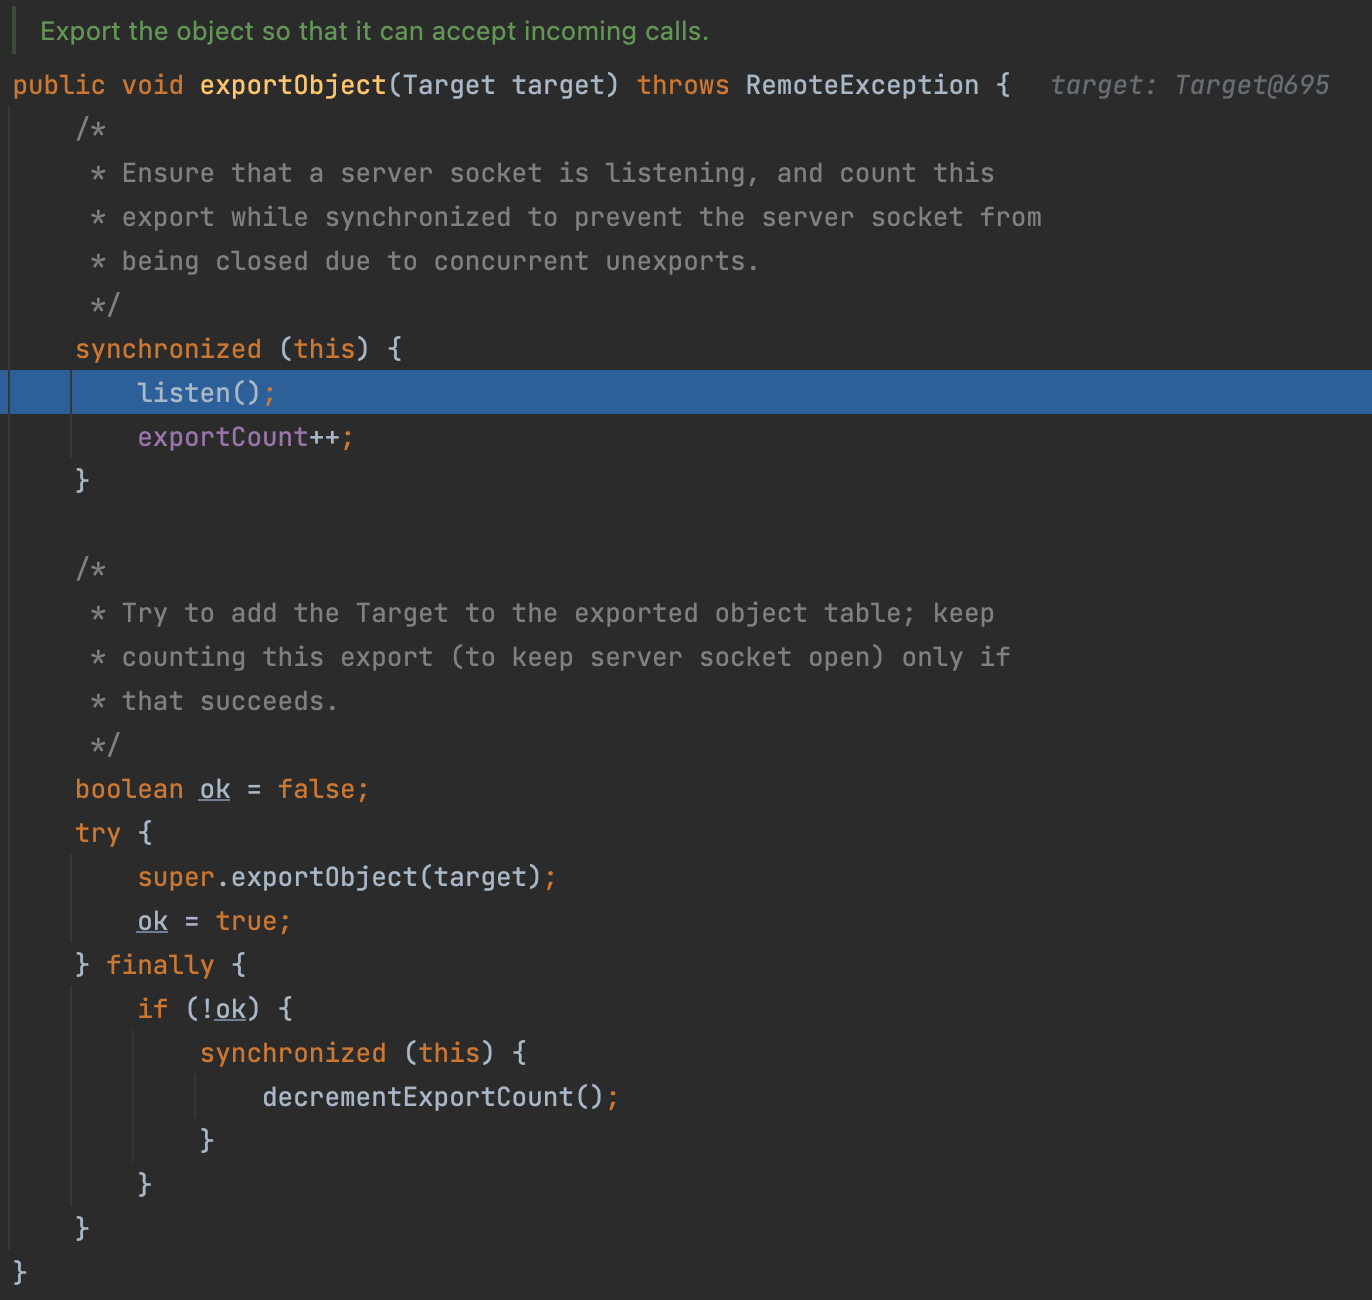 Export the object so that it can accept incoming calls.
public void exportObject(Target target) throws RemoteException {   target: Target@695
    /*
     * Ensure that a server socket is listening, and count this
     * export while synchronized to prevent the server socket from
     * being closed due to concurrent unexports.
     */
    synchronized (this) {
        listen();
        exportCount++;
    }

    /*
     * Try to add the Target to the exported object table; keep
     * counting this export (to keep server socket open) only if
     * that succeeds.
     */
    boolean ok = false;
    try {
        super.exportObject(target);
        ok = true;
    } finally {
        if (!ok) {
            synchronized (this) {
                decrementExportCount();
            }
        }
    }
}